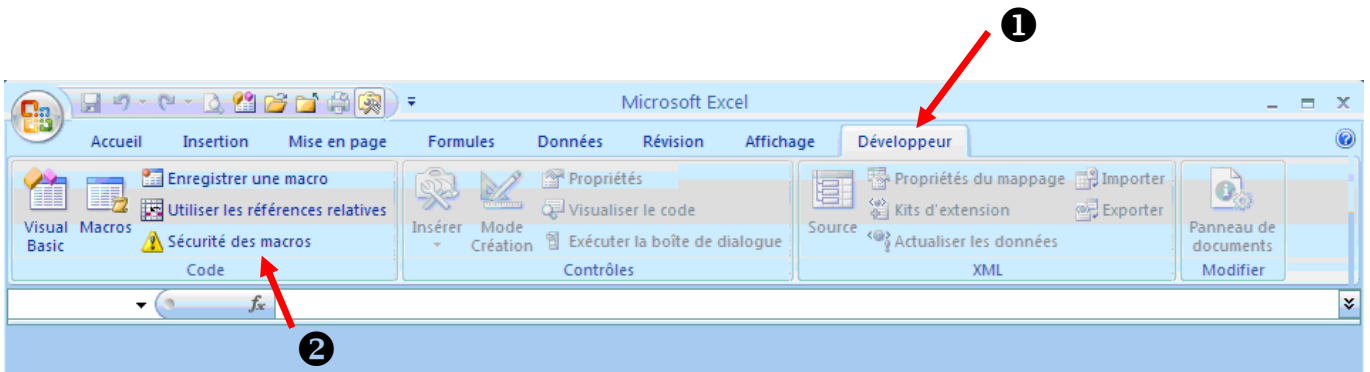 ❶
Microsoft Excel
Accueil Insertion Mise en page Formules Données Révision Affichage Développeur
Visual Basic
Macros
Enregistrer une macro
Utiliser les références relatives
Sécurité des macros
Code
Insérer
Mode Création
Propriétés
Visualiser le code
Exécuter la boîte de dialogue
Contrôles
Source
Propriétés du mappage
Kits d'extension
Actualiser les données
Importer
Exporter
XML
Panneau de documents
Modifier
fx
❷